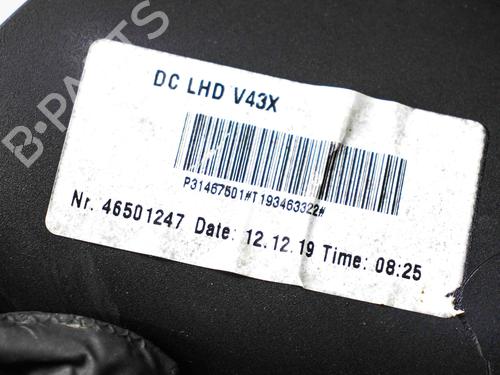 B-PARTS
DC LHD V43X
P31467501#T193463322#
Nr. 46501247 Date: 12.12.19 Time: 08:25